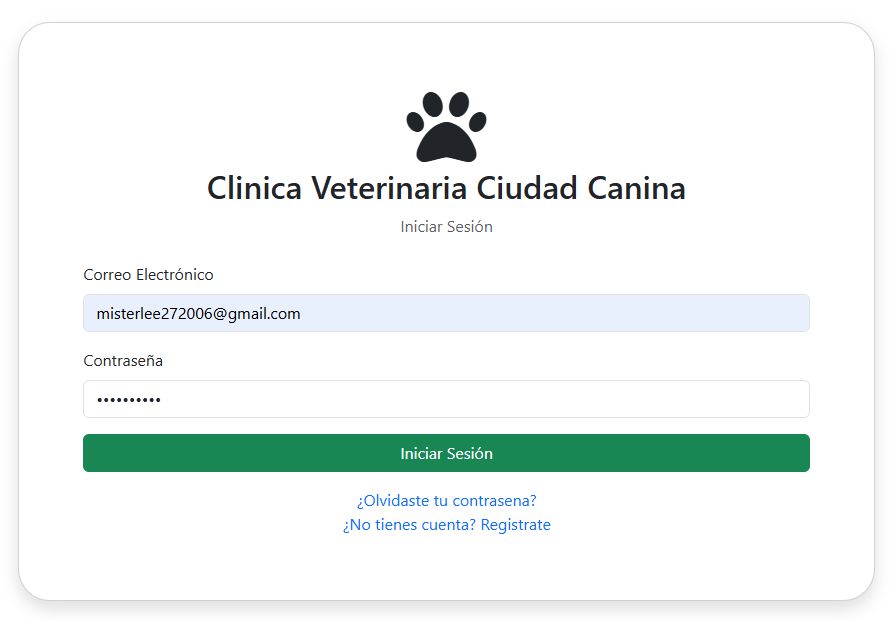 Clinica Veterinaria Ciudad Canina
Iniciar Sesión
Correo Electrónico
misterlee272006@gmail.com
Contraseña
••••••••••
Iniciar Sesión
¿Olvidaste tu contrasena?
¿No tienes cuenta? Registrate